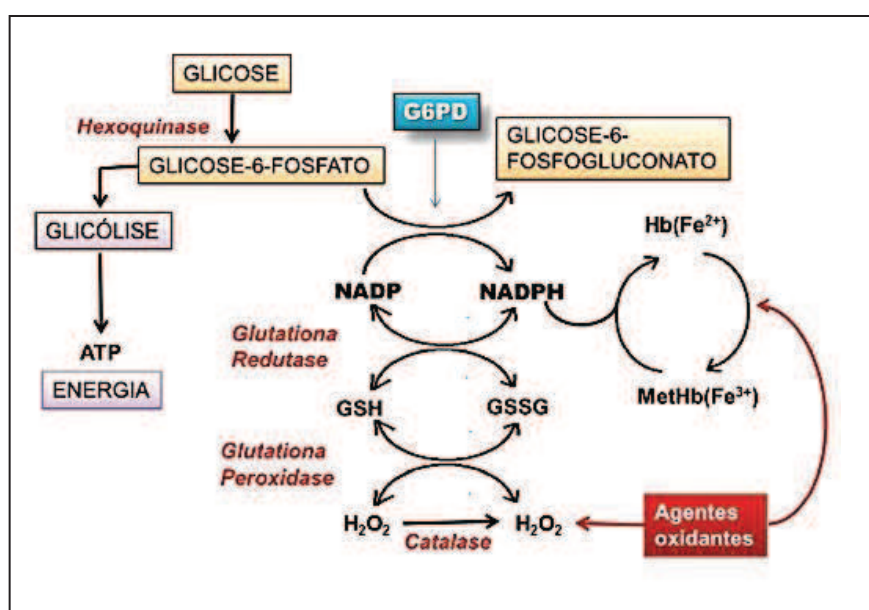 GLICOSE
Hexoquinase
G6PD
GLICOSE-6-
FOSFOGLUCONATO
GLICOSE-6-FOSFATO
GLICÓLISE
Hb(Fe²⁺)
NADP
NADPH
Glutationa
Redutase
ATP
ENERGIA
MetHb(Fe³⁺)
GSH
GSSG
Glutationa
Peroxidase
H₂O₂
H₂O₂
Catalase
Agentes
oxidantes